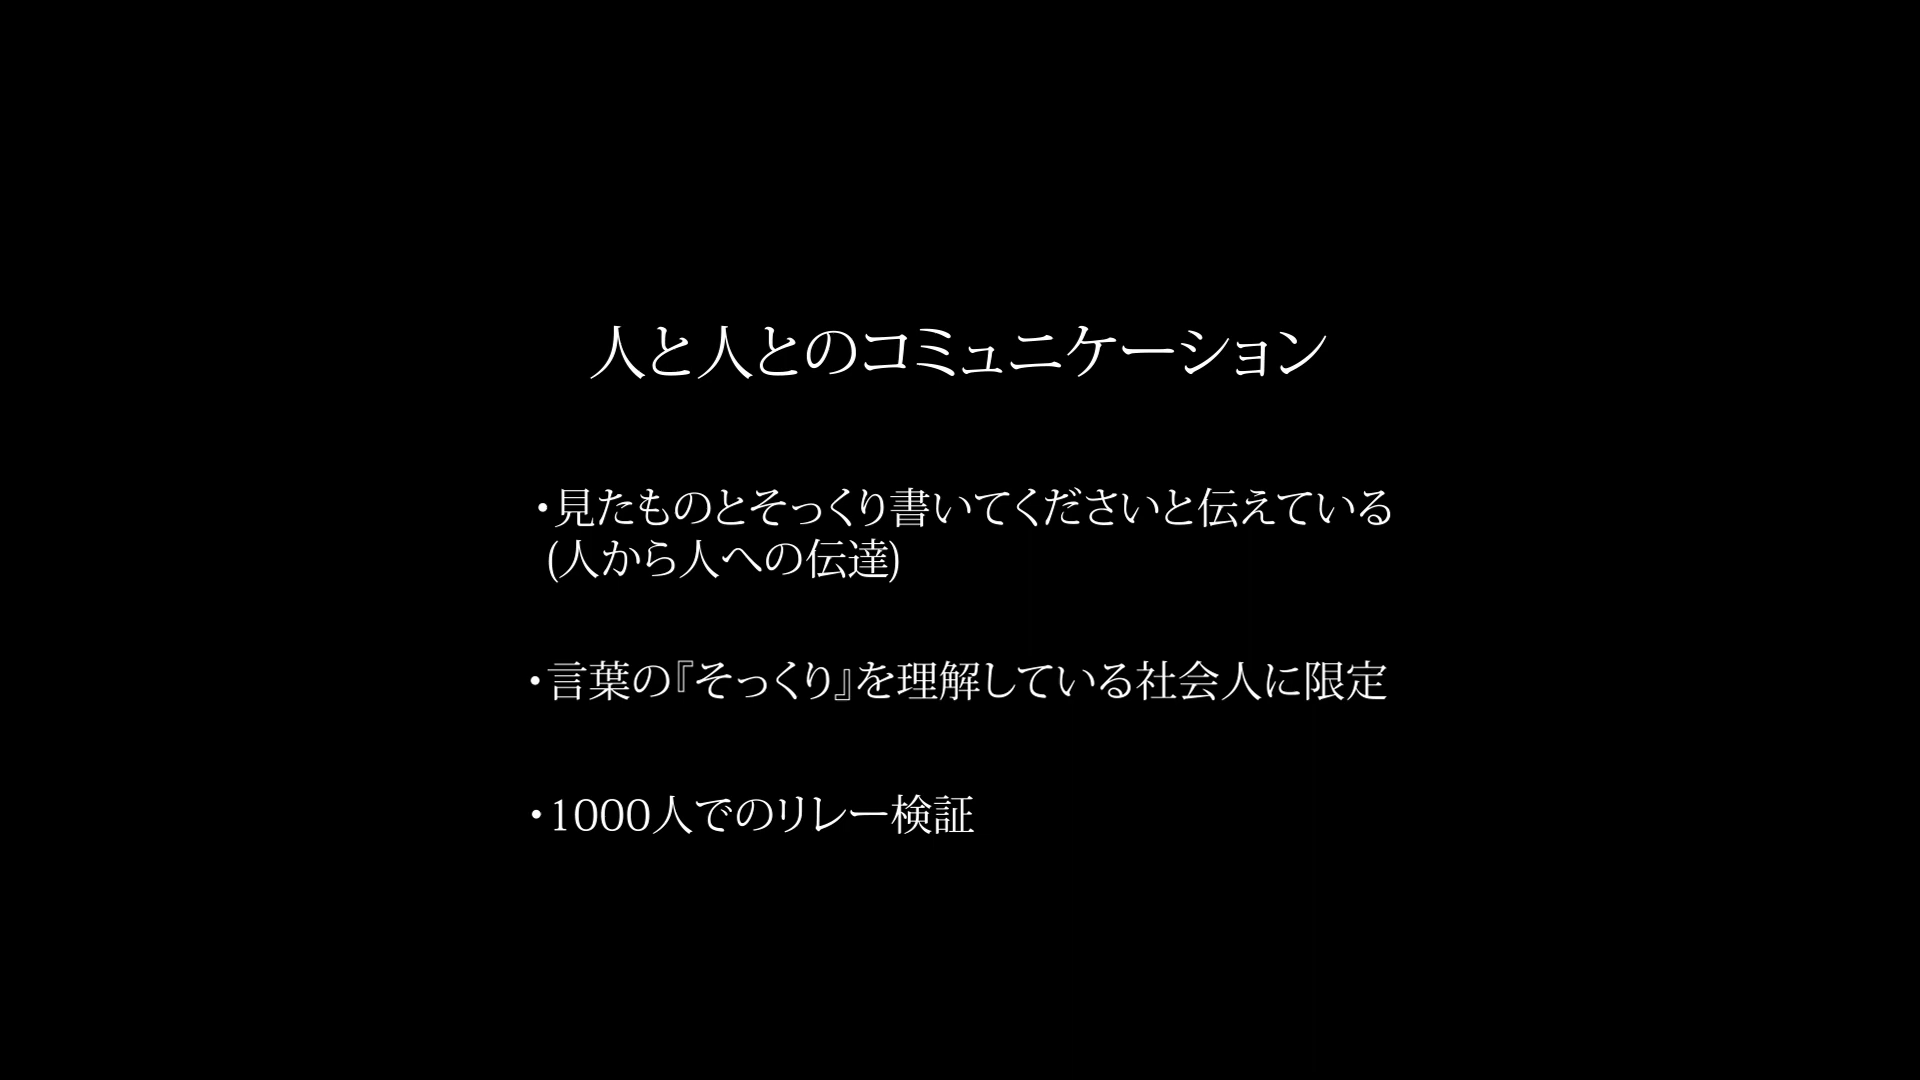 人と人とのコミュニケーション
・見たものとそっくり書いてくださいと伝えている
(人から人への伝達)
・言葉の『そっくり』を理解している社会人に限定
・1000人でのリレー検証